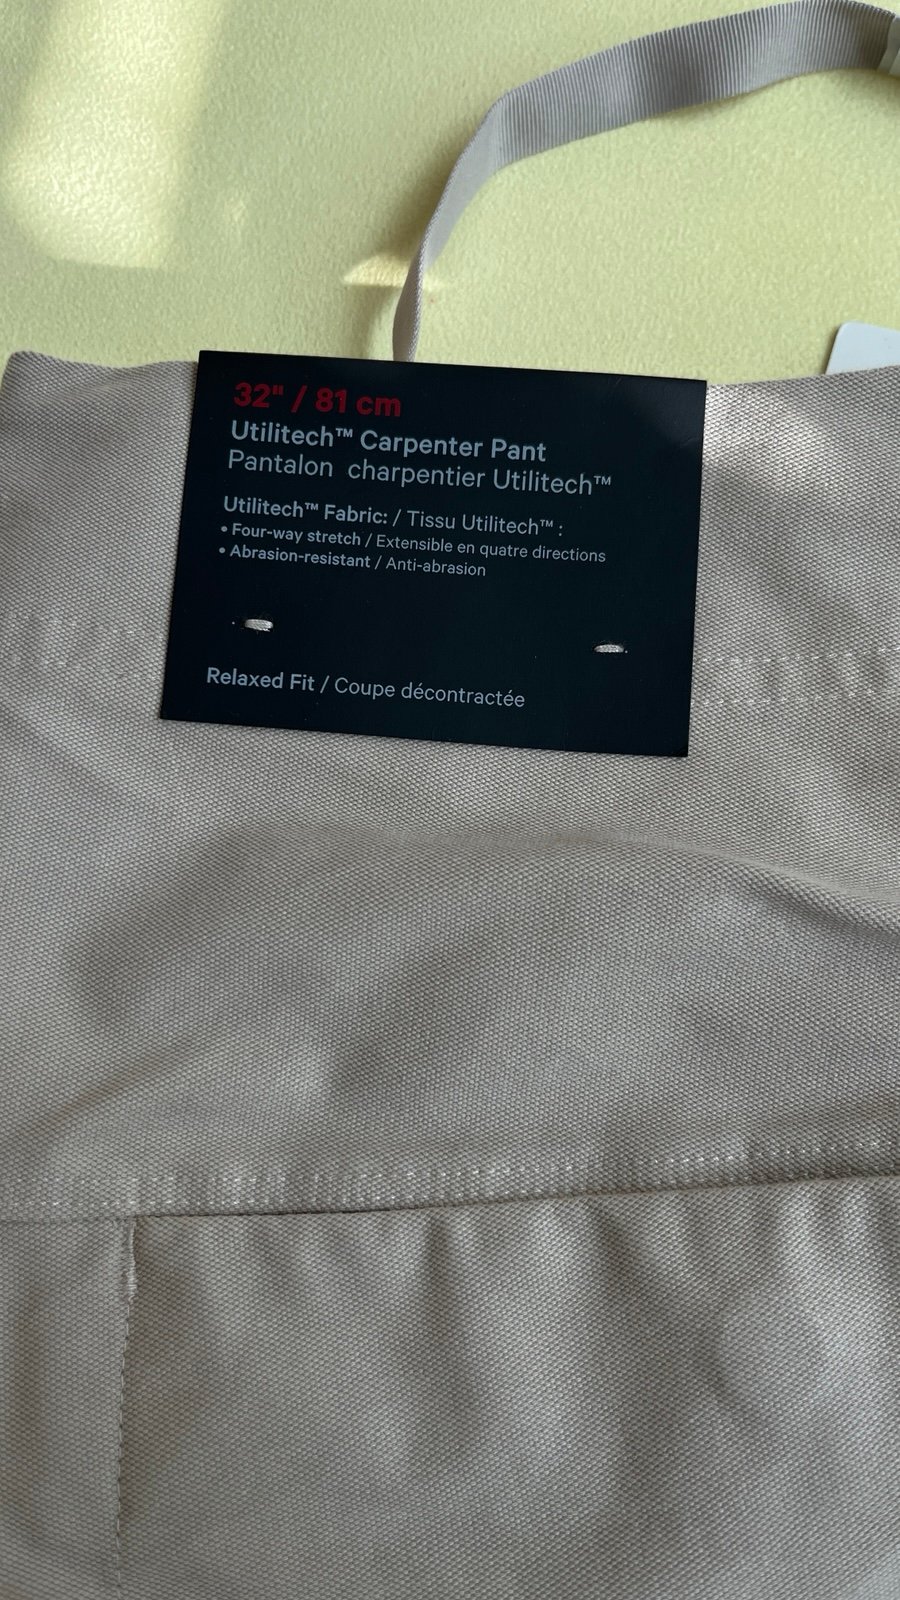 32" / 81 cm
Utilitech™ Carpenter Pant
Pantalon charpentier Utilitech™
Utilitech™ Fabric: / Tissu Utilitech™ :
• Four-way stretch / Extensible en quatre directions
• Abrasion-resistant / Anti-abrasion
Relaxed Fit / Coupe décontractée